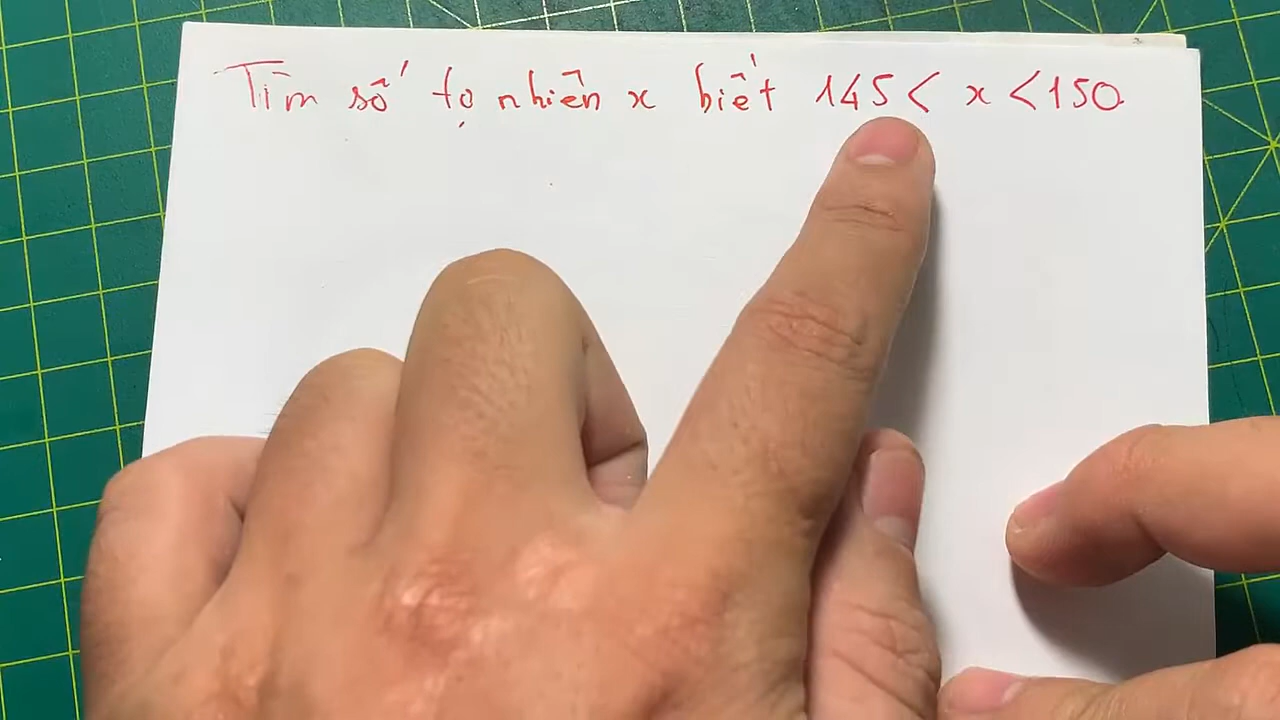 Tìm số tự nhiên x biết 145 < x < 150